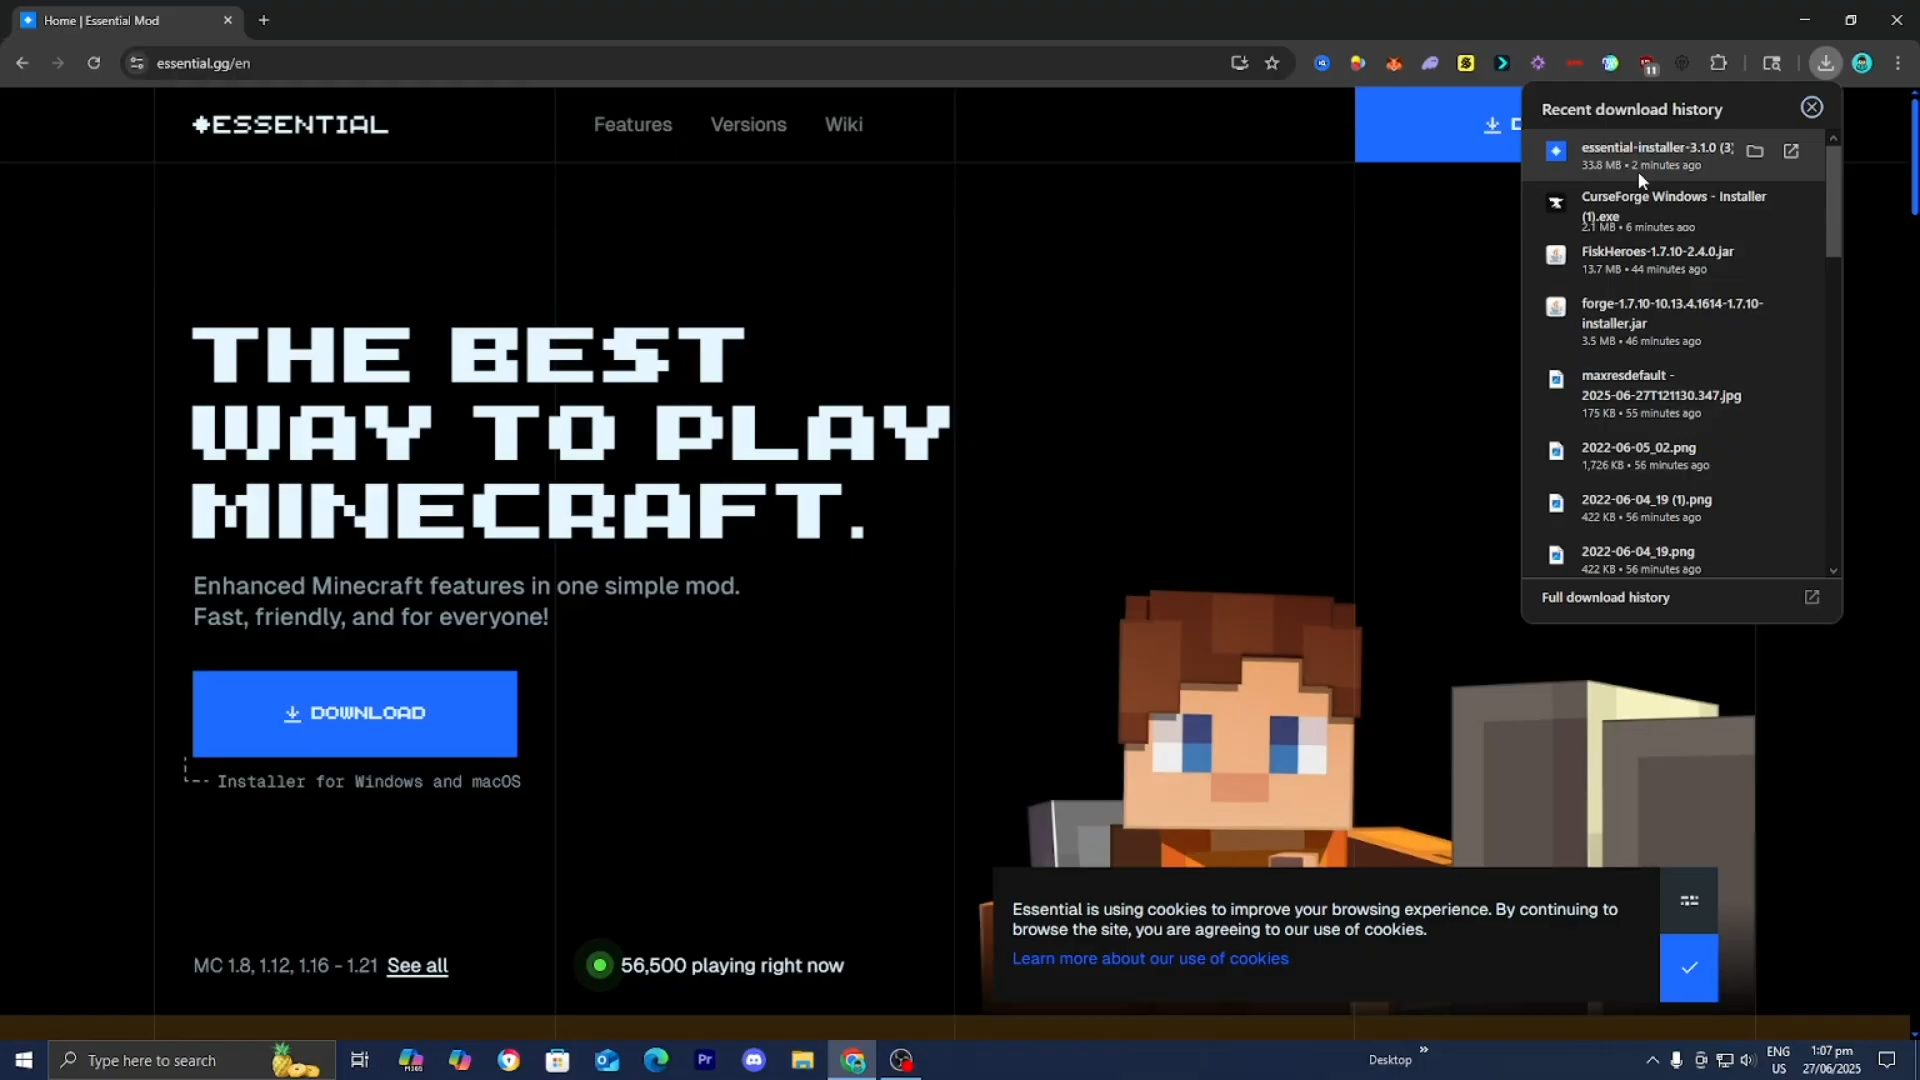 Home | Essential Mod
essential.gg/en
11
ESSENTIAL
Features
Versions
Wiki
Recent download history
essential-installer-3.1.0 (3)
33.8 MB • 2 minutes ago
CurseForge Windows - Installer
(1).exe
2.1 MB • 6 minutes ago
FiskHeroes-1.7.10-2.4.0.jar
13.7 MB • 44 minutes ago
forge-1.7.10-10.13.4.1614-1.7.10-
installer.jar
3.5 MB • 46 minutes ago
maxresdefault -
2025-06-27T121130.347.jpg
175 KB • 55 minutes ago
2022-06-05_02.png
1,726 KB • 56 minutes ago
2022-06-04_19 (1).png
422 KB • 56 minutes ago
2022-06-04_19.png
422 KB • 56 minutes ago
Full download history
THE BEST
WAY TO PLAY
MINECRAFT.
Enhanced Minecraft features in one simple mod.
Fast, friendly, and for everyone!
DOWNLOAD
Installer for Windows and macOS
MC 1.8, 1.12, 1.16 - 1.21 See all
56,500 playing right now
Essential is using cookies to improve your browsing experience. By continuing to
browse the site, you are agreeing to our use of cookies.
Learn more about our use of cookies
Type here to search
M365
Pr
Desktop
ENG
US
1:07 pm
27/06/2025